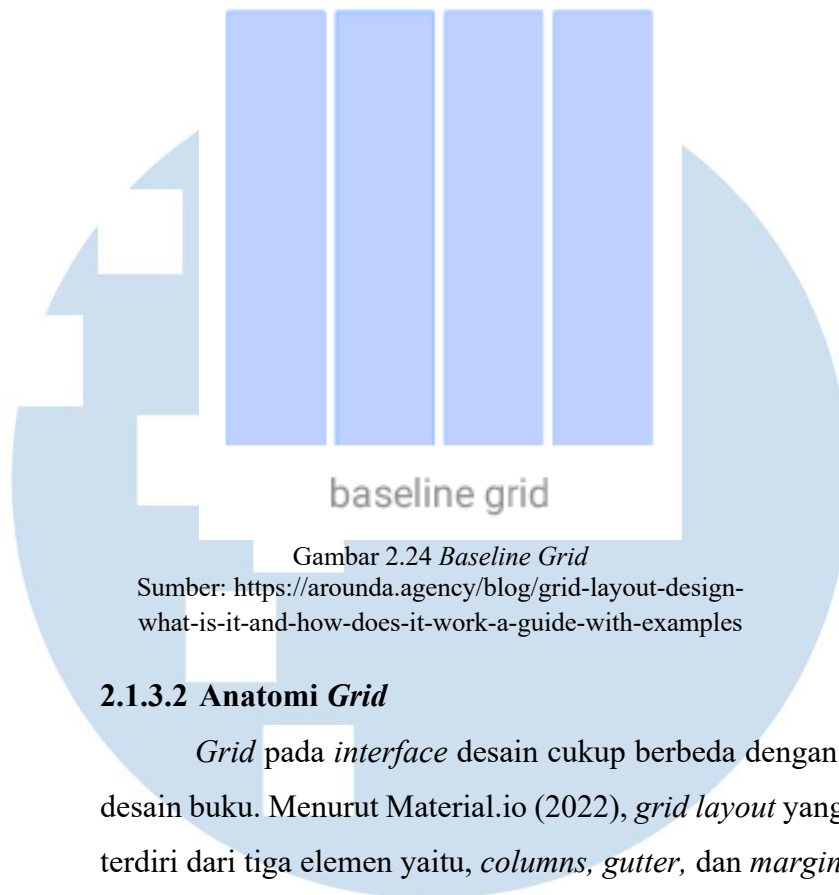 baseline grid
Gambar 2.24 Baseline Grid
Sumber: https://arounda.agency/blog/grid-layout-design-
what-is-it-and-how-does-it-work-a-guide-with-examples
2.1.3.2 Anatomi Grid
Grid pada interface desain cukup berbeda dengan
desain buku. Menurut Material.io (2022), grid layout yang
terdiri dari tiga elemen yaitu, columns, gutter, dan margin